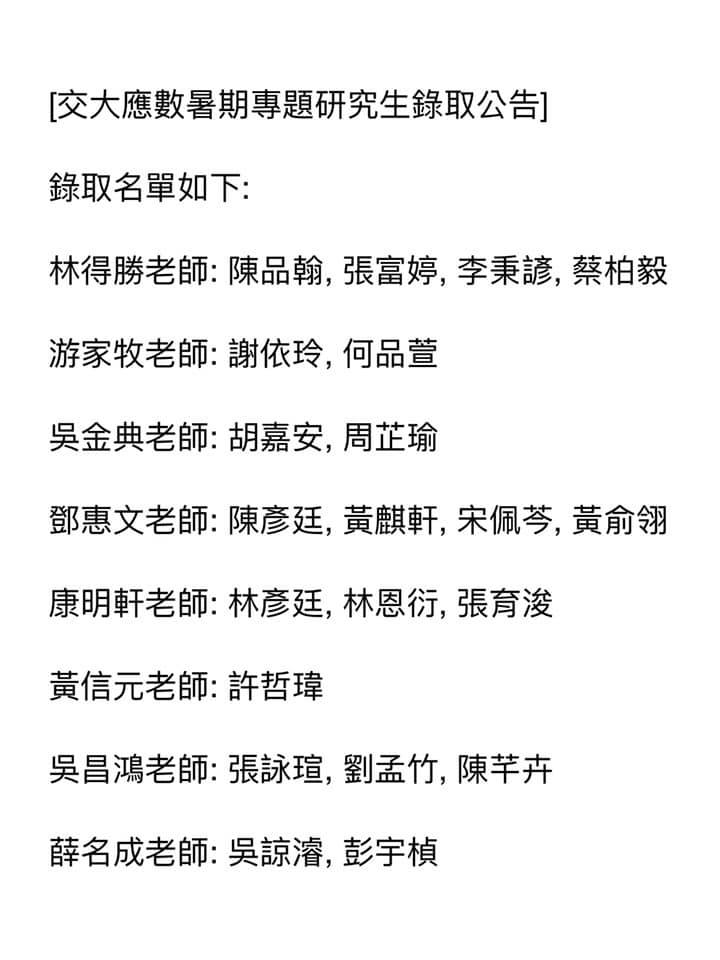 [交大應數暑期專題研究生錄取公告]
錄取名單如下:
林得勝老師: 陳品翰, 張富婷, 李秉諺, 蔡柏毅
游家牧老師: 謝依玲, 何品萱
吳金典老師: 胡嘉安, 周芷瑜
鄧惠文老師: 陳彥廷, 黃麒軒, 宋佩芩, 黃俞翎
康明軒老師: 林彥廷, 林恩衍, 張育浚
黃信元老師: 許哲瑋
吳昌鴻老師: 張詠瑄, 劉孟竹, 陳芊卉
薛名成老師: 吳諒濬, 彭宇楨